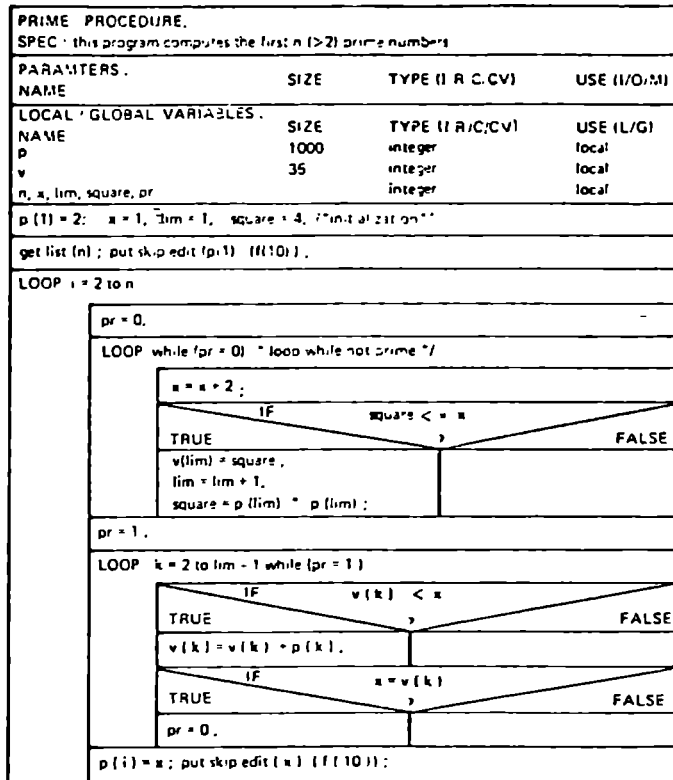 PRIME PROCEDURE.
SPEC : this program computes the first n (>2) prime numbers
PARAMTERS.
NAME SIZE TYPE (I R C.CV) USE (I/O/M)
LOCAL / GLOBAL VARIABLES.
NAME SIZE TYPE (I R/C/CV) USE (L/G)
p 1000 integer local
v 35 integer local
n, x, lim, square, pr integer local
p (1) = 2; x = 1, lim = 1, square = 4, /*initialization**
get list (n) ; put skip edit (p(1) (f(10)) ,
LOOP i = 2 to n
pr = 0,
LOOP while (pr = 0) * loop while not prime */
x = x + 2 ;
IF square < = x
TRUE ? FALSE
v(lim) = square ,
lim = lim + 1,
square = p (lim) * p (lim) ;
pr = 1 ,
LOOP k = 2 to lim - 1 while (pr = 1 )
IF v ( k ) < x
TRUE ? FALSE
v ( k ) = v ( k ) + p ( k ) ,
IF x = v ( k )
TRUE ? FALSE
pr = 0 ,
p ( i ) = x ; put skip edit ( x ) ( f ( 10 )) ;